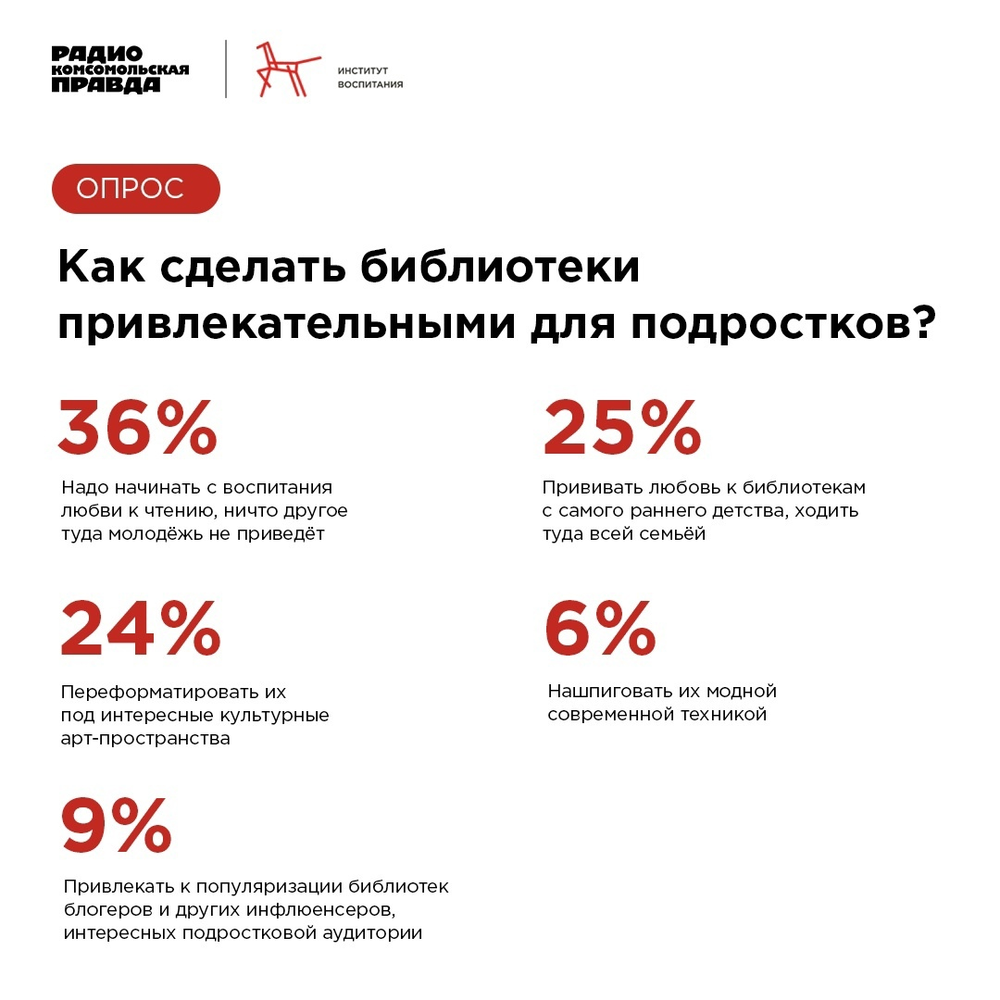 РАДИО
КОМСОМОЛЬСКАЯ
ПРАВДА
ИНСТИТУТ
ВОСПИТАНИЯ
ОПРОС
Как сделать библиотеки
привлекательными для подростков?
36%
Надо начинать с воспитания
любви к чтению, ничто другое
туда молодёжь не приведёт
25%
Прививать любовь к библиотекам
с самого раннего детства, ходить
туда всей семьёй
24%
Переформатировать их
под интересные культурные
арт-пространства
6%
Нашпиговать их модной
современной техникой
9%
Привлекать к популяризации библиотек
блогеров и других инфлюенсеров,
интересных подростковой аудитории